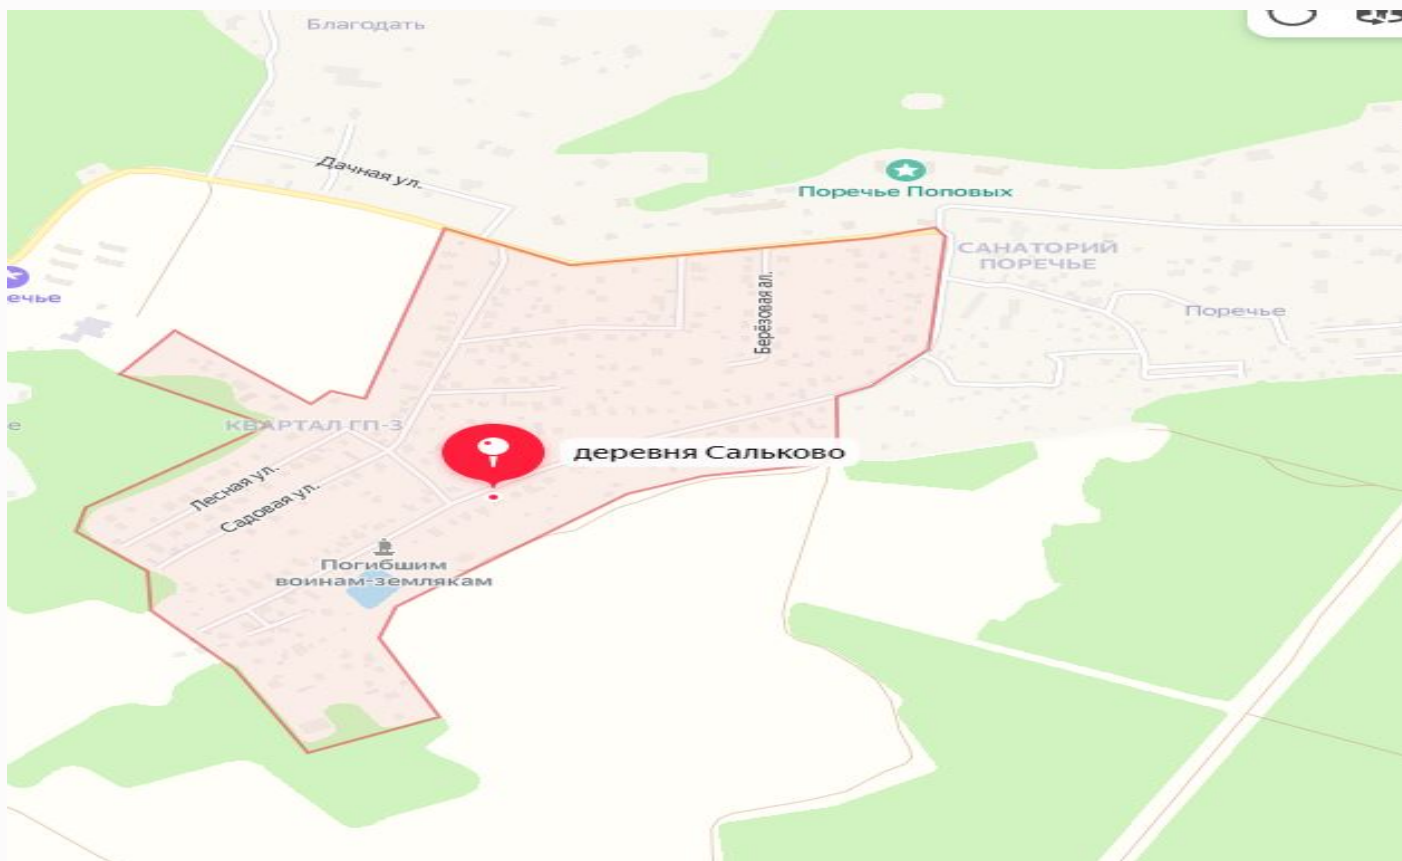 Благодать
Дачная ул.
Поречье Поповых
САНАТОРИЙ
ПОРЕЧЬЕ
Берёзовая ал.
Поречье
КВАРТАЛ ГП-3
деревня Сальково
Лесная ул.
Садовая ул.
Погибшим
воинам-землякам